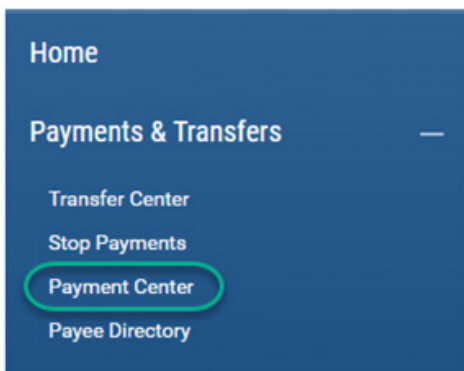 Home
Payments & Transfers
Transfer Center
Stop Payments
Payment Center
Payee Directory